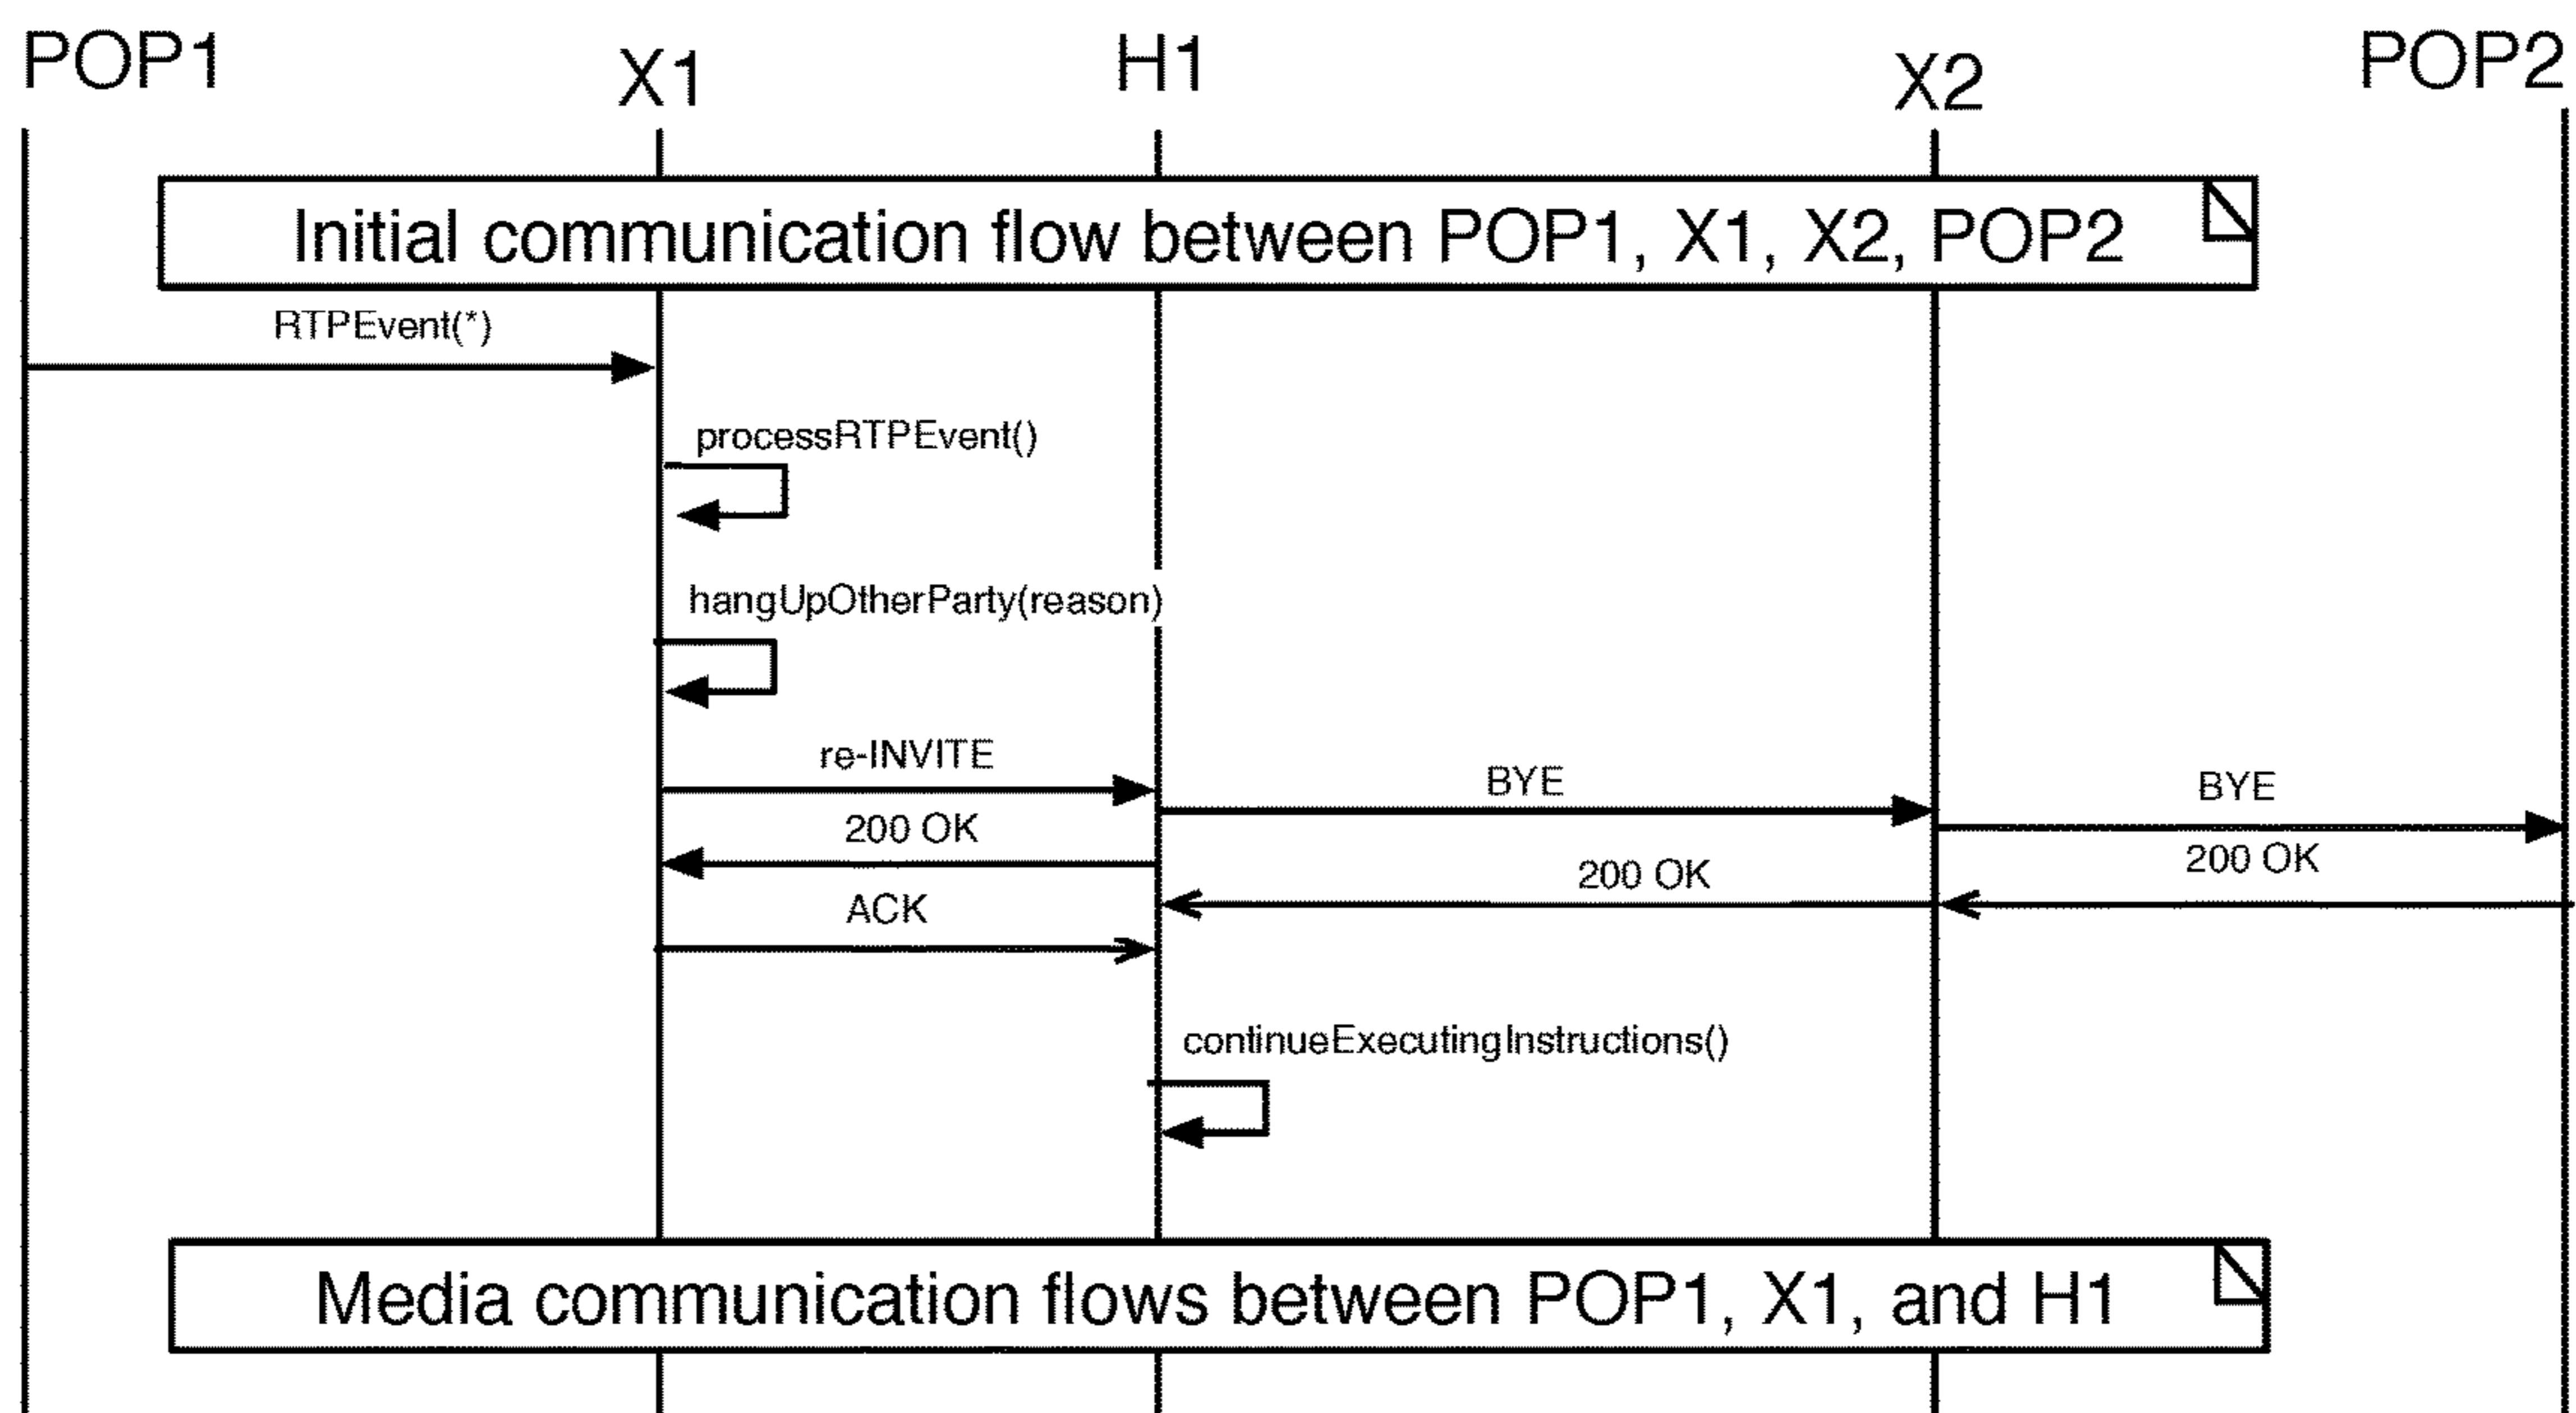 POP1
X1
H1
X2
POP2
Initial communication flow between POP1, X1, X2, POP2
RTPEvent(*)
processRTPEvent()
hangUpOtherParty(reason)
re-INVITE
BYE
BYE
200 OK
200 OK
200 OK
ACK
continueExecutingInstructions()
Media communication flows between POP1, X1, and H1